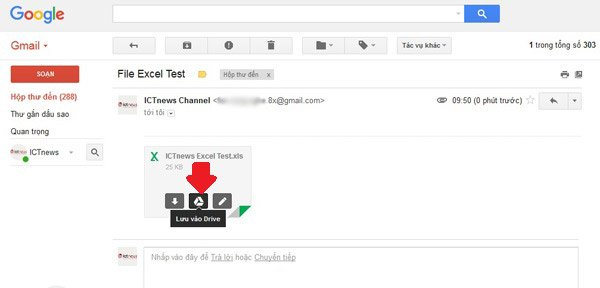 Google
Gmail
Tác vụ khác
1 trong tổng số 303
SOẠN
File Excel Test
Hộp thư đến x
Hộp thư đến (288)
Thư gắn dấu sao
Quan trọng
ICTnews
ICTnews Channel < .8x@gmail.com>
09:50 (0 phút trước)
tới tôi
ICTnews Excel Test.xls
25 KB
Lưu vào Drive
Nhấp vào đây để Trả lời hoặc Chuyển tiếp